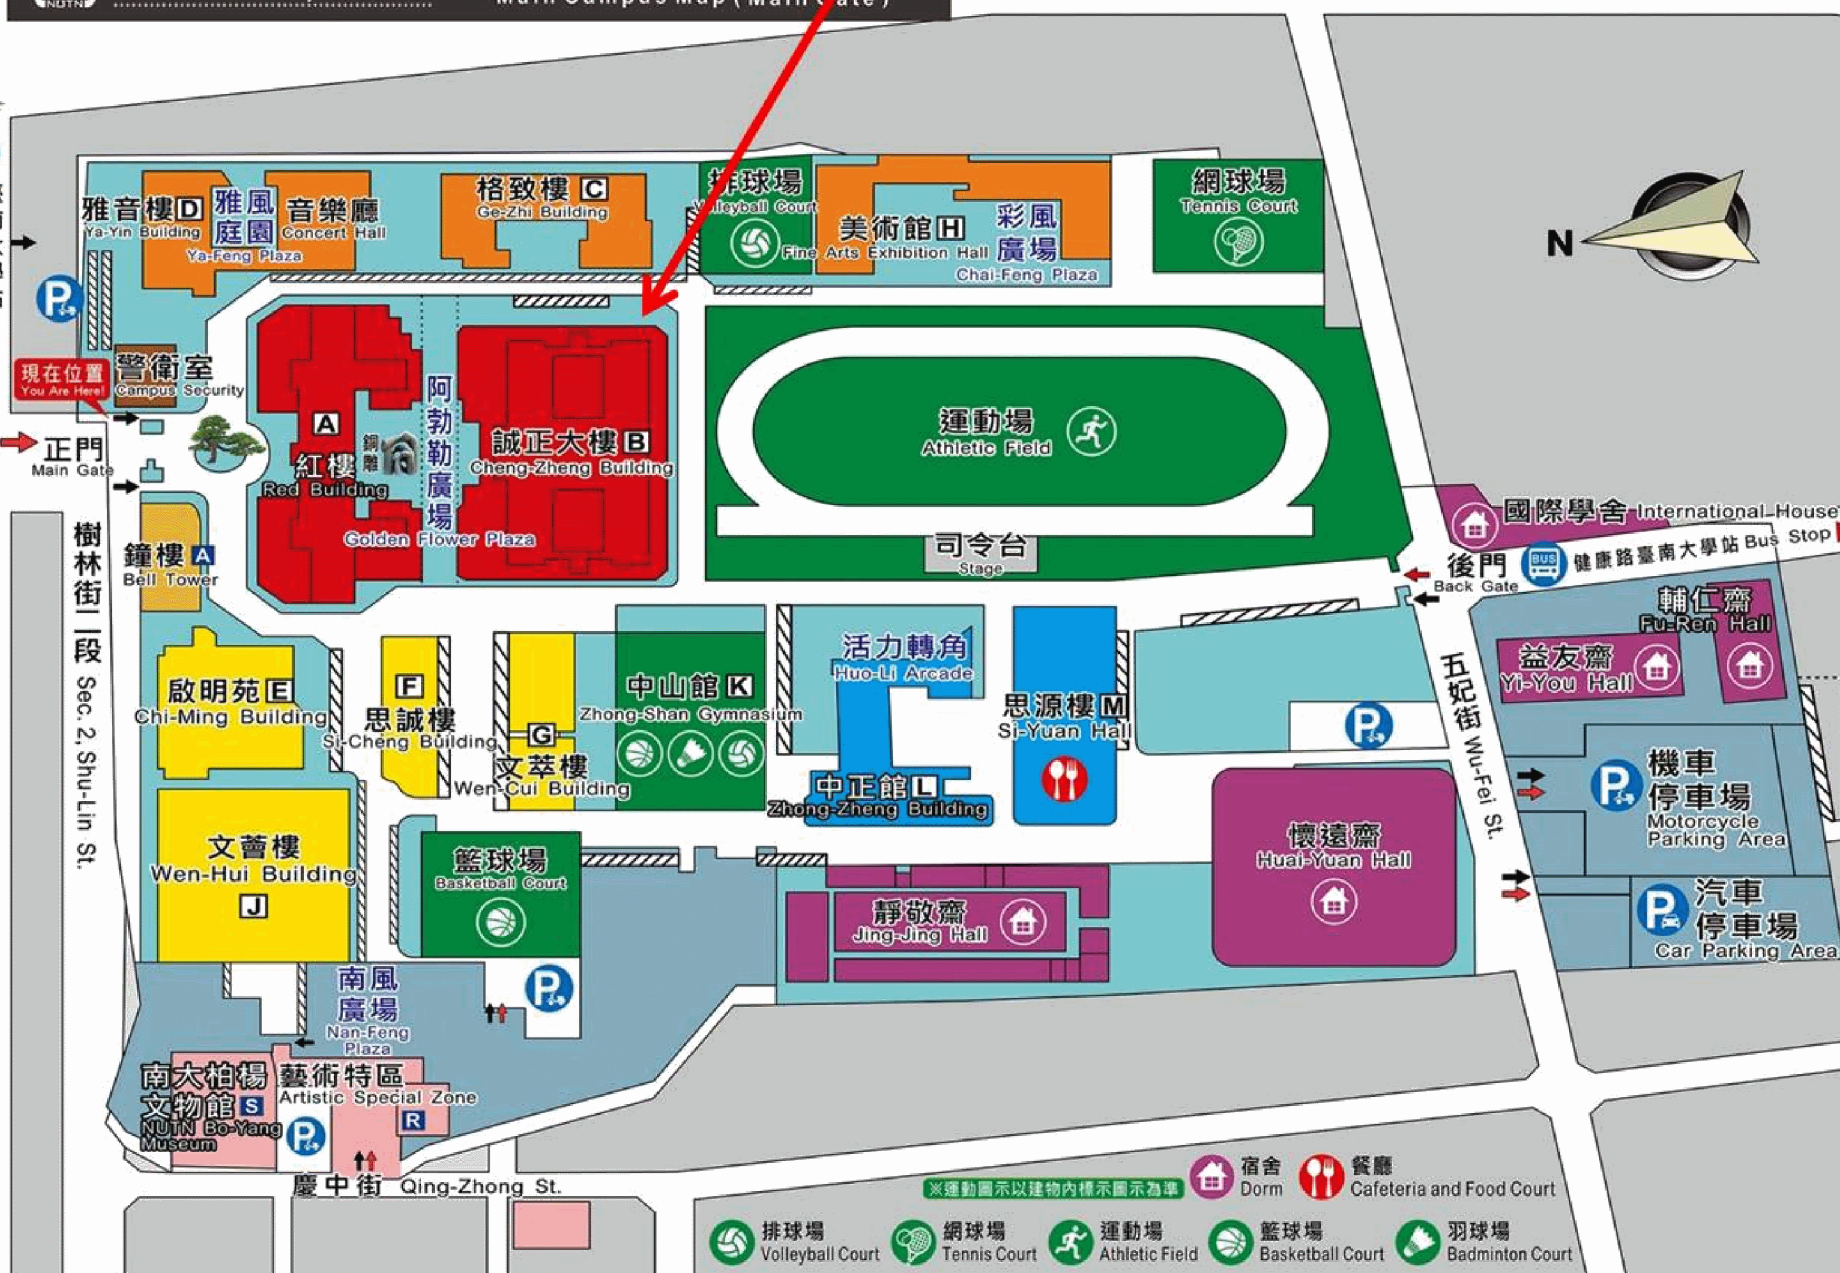 NUTN
Main Campus Map ( Main Gate )
雅音樓 D
Ya-Yin Building
雅風
庭園
Ya-Feng Plaza
音樂廳
Concert Hall
格致樓 C
Ge-Zhi Building
排球場
Volleyball Court
美術館 H
Fine Arts Exhibition Hall
彩風
廣場
Chai-Feng Plaza
網球場
Tennis Court
N
P
現在位置
You Are Here!
警衛室
Campus Security
正門
Main Gate
A
紅樓
Red Building
銅雕
阿勃勒廣場
Golden Flower Plaza
誠正大樓 B
Cheng-Zheng Building
運動場
Athletic Field
司令台
Stage
國際學舍 International House
後門
Back Gate
BUS
健康路臺南大學站 Bus Stop
鐘樓 A
Bell Tower
樹林街二段 Sec. 2, Shu-Lin St.
啟明苑 E
Chi-Ming Building
F
思誠樓
Si-Cheng Building
G
文萃樓
Wen-Cui Building
中山館 K
Zhong-Shan Gymnasium
活力轉角
Huo-Li Arcade
中正館 L
Zhong-Zheng Building
思源樓 M
Si-Yuan Hall
P
五妃街 Wu-Fei St.
輔仁齋
Fu-Ren Hall
益友齋
Yi-You Hall
P
機車
停車場
Motorcycle
Parking Area
P
汽車
停車場
Car Parking Area
文薈樓
Wen-Hui Building
J
籃球場
Basketball Court
靜敬齋
Jing-Jing Hall
懷遠齋
Huai-Yuan Hall
南風
廣場
Nan-Feng
Plaza
P
南大柏楊
文物館 S
NUTN Bo-Yang
Museum
藝術特區
Artistic Special Zone
R
P
慶中街 Qing-Zhong St.
※運動圖示以建物內標示圖示為準
宿舍
Dorm
餐廳
Cafeteria and Food Court
排球場
Volleyball Court
網球場
Tennis Court
運動場
Athletic Field
籃球場
Basketball Court
羽球場
Badminton Court